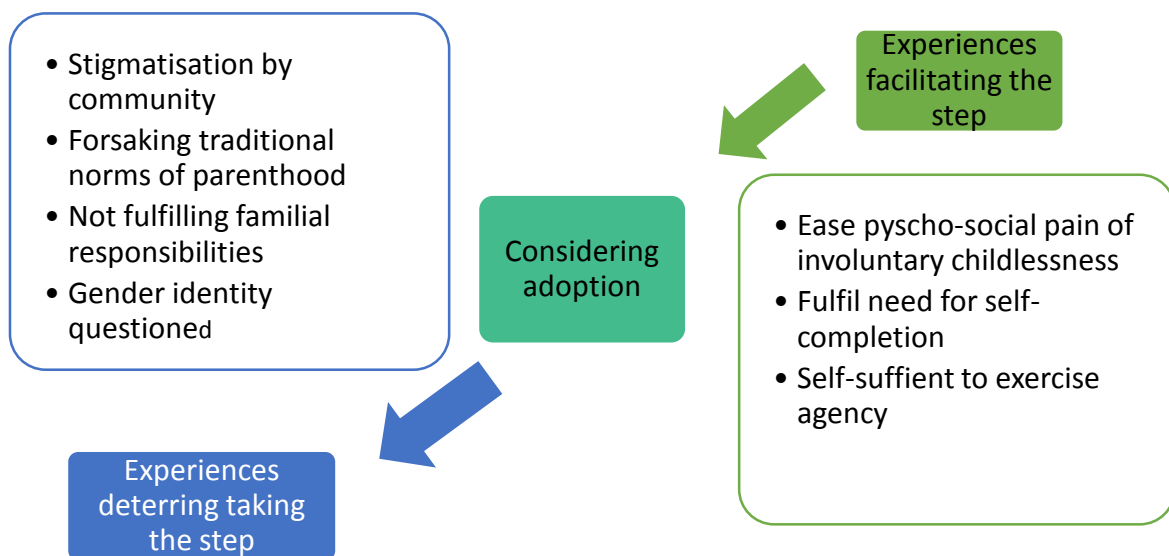 • Stigmatisation by
community
• Forsaking traditional
norms of parenthood
• Not fulfilling familial
responsibilities
• Gender identity
questioned
Experiences
deterring taking
the step
Considering
adoption
Experiences
facilitating the
step
• Ease pyscho-social pain of
involuntary childlessness
• Fulfil need for self-
completion
• Self-suffient to exercise
agency